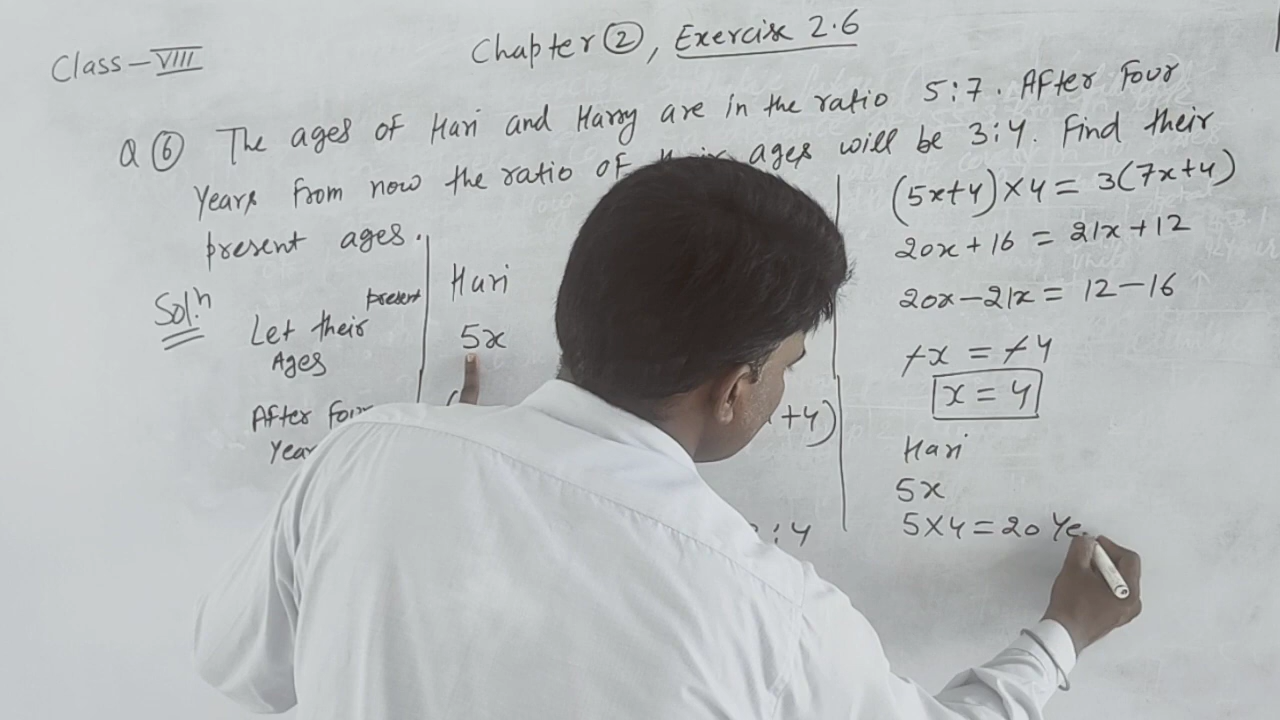 Class-VIII
Chapter ②, Exercise 2.6
Q ⑥ The ages of Hari and Harry are in the ratio 5:7. After Four
Years from now the ratio of their ages will be 3:4. Find their
present ages.
Sol.n
Let their present
Ages
After Four
Year
Hari
5x
(
+4)
:4
(5x+4)×4 = 3(7x+4)
20x+16 = 21x+12
20x-21x = 12-16
-x = -4
x = 4
Hari
5x
5×4=20 Ye